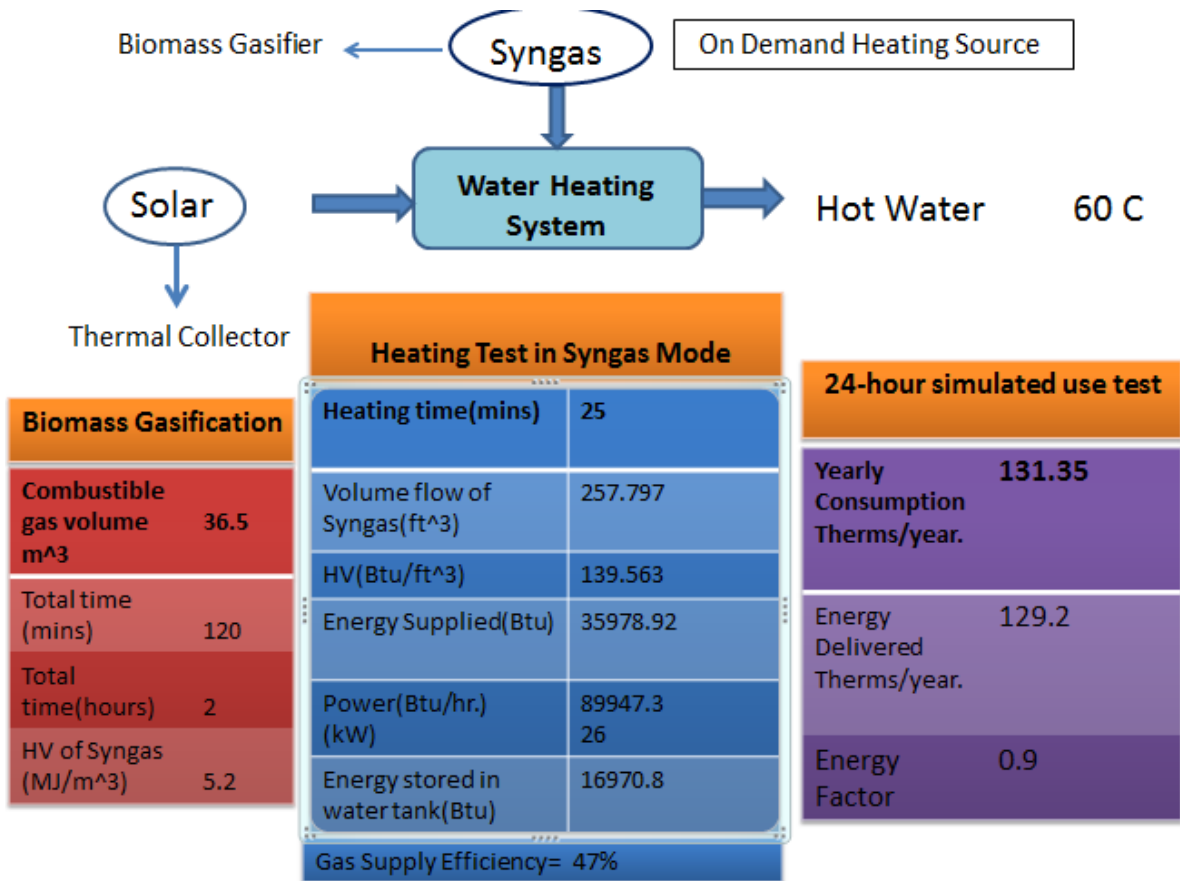 Biomass Gasifier
Syngas
On Demand Heating Source
Solar
Water Heating
System
Hot Water 60 C
Thermal Collector
Biomass Gasification
Combustible
gas volume 36.5
m^3
Total time
(mins) 120
Total
time(hours) 2
HV of Syngas
(MJ/m^3) 5.2
Heating Test in Syngas Mode
Heating time(mins) 25
Volume flow of 257.797
Syngas(ft^3)
HV(Btu/ft^3) 139.563
Energy Supplied(Btu) 35978.92
Power(Btu/hr.) 89947.3
(kW) 26
Energy stored in 16970.8
water tank(Btu)
Gas Supply Efficiency= 47%
24-hour simulated use test
Yearly 131.35
Consumption
Therms/year.
Energy 129.2
Delivered
Therms/year.
Energy 0.9
Factor